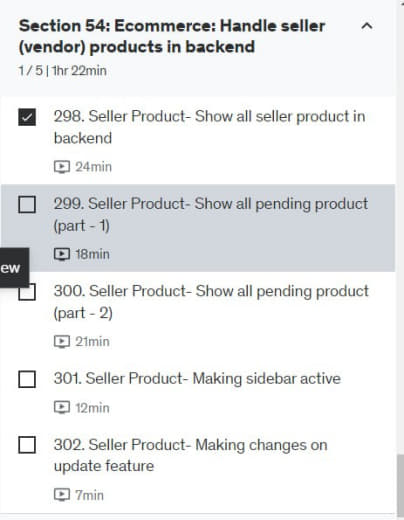 Section 54: Ecommerce: Handle seller
(vendor) products in backend
1 / 5 | 1hr 22min
298. Seller Product- Show all seller product in
backend
24min
299. Seller Product- Show all pending product
(part - 1)
18min
ew
300. Seller Product- Show all pending product
(part - 2)
21min
301. Seller Product- Making sidebar active
12min
302. Seller Product- Making changes on
update feature
7min